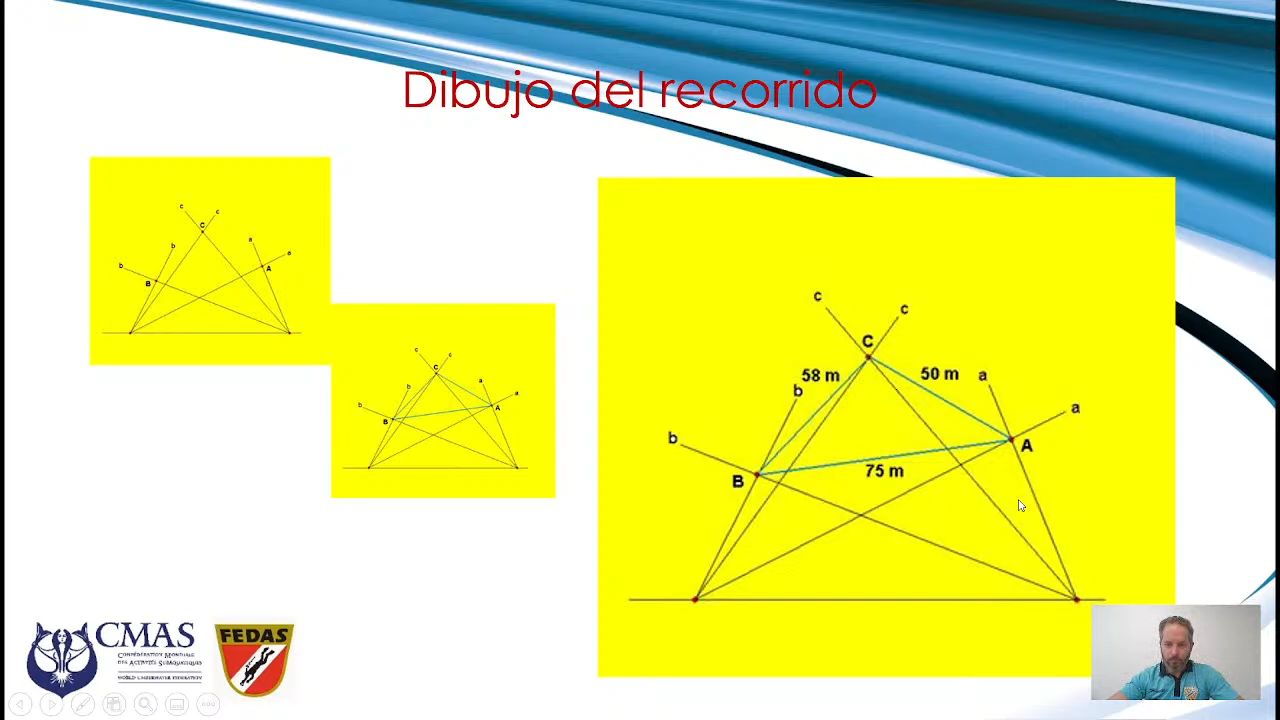 Dibujo del recorrido
c
c
C
b
a
a
b
B
A
c
c
C
a
b
a
b
B
A
c
c
C
58 m
50 m
a
b
a
b
A
75 m
B
CMAS
CONFÉDÉRATION MONDIALE
DES ACTIVITÉS SUBAQUATIQUES
WORLD UNDERWATER FEDERATION
FEDAS